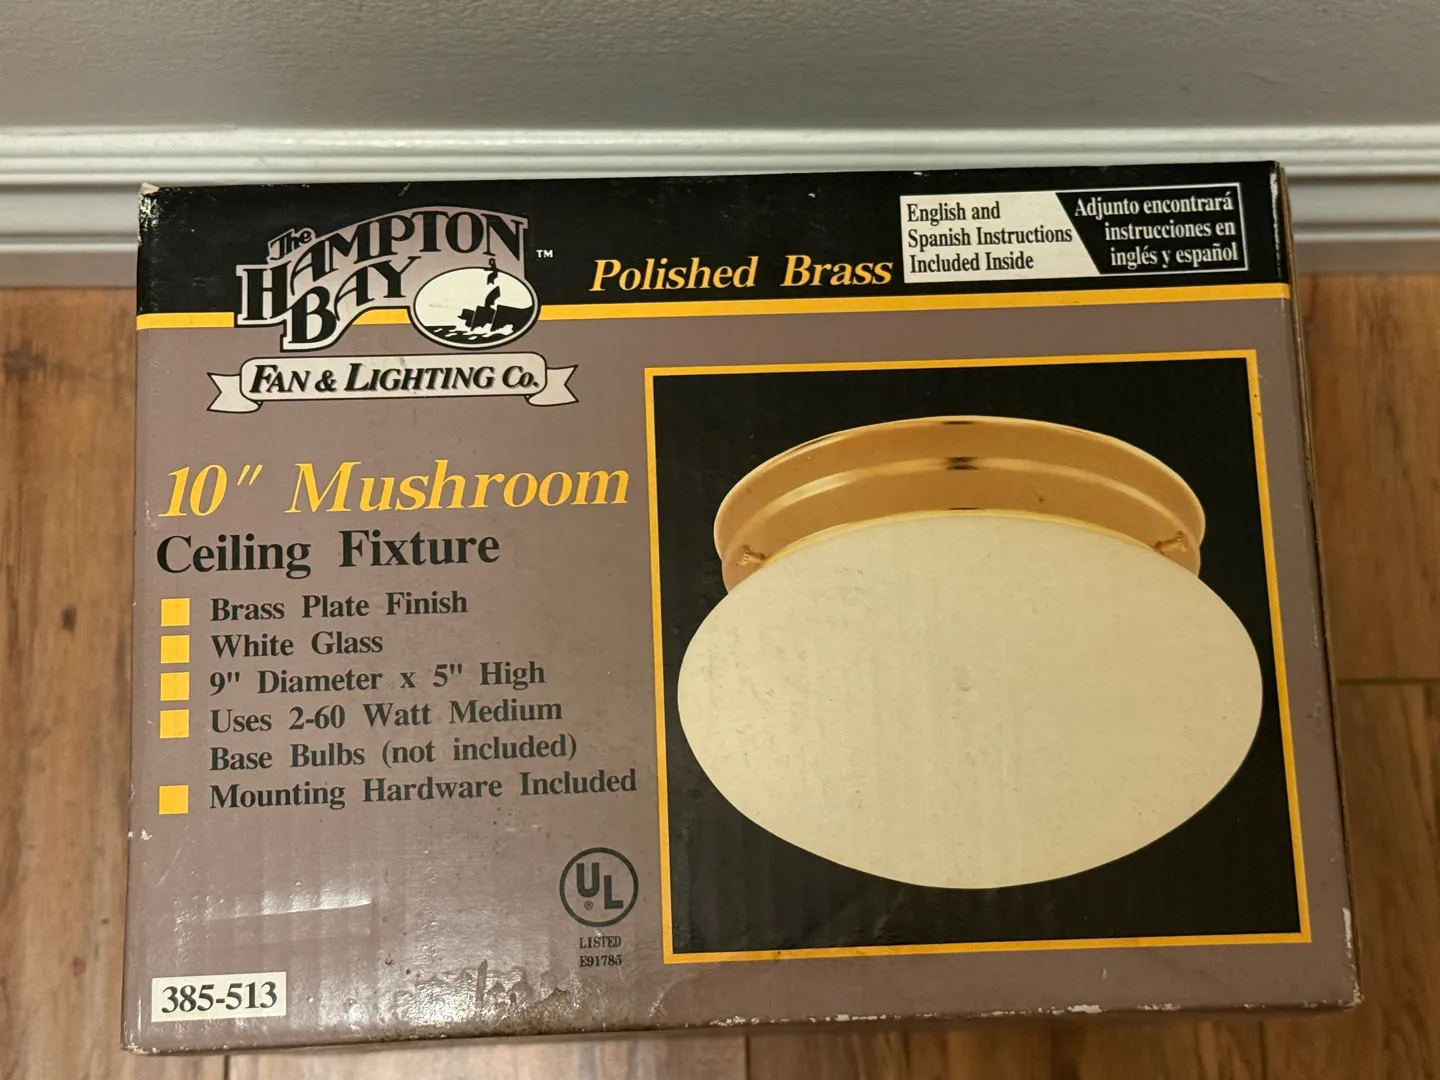 The
HAMPTON
BAY
™
FAN & LIGHTING CO.
Polished Brass
English and
Spanish Instructions
Included Inside
Adjunto encontrará
instrucciones en
inglés y español
10" Mushroom
Ceiling Fixture
Brass Plate Finish
White Glass
9" Diameter x 5" High
Uses 2-60 Watt Medium
Base Bulbs (not included)
Mounting Hardware Included
UL
®
LISTED
E91785
385-513